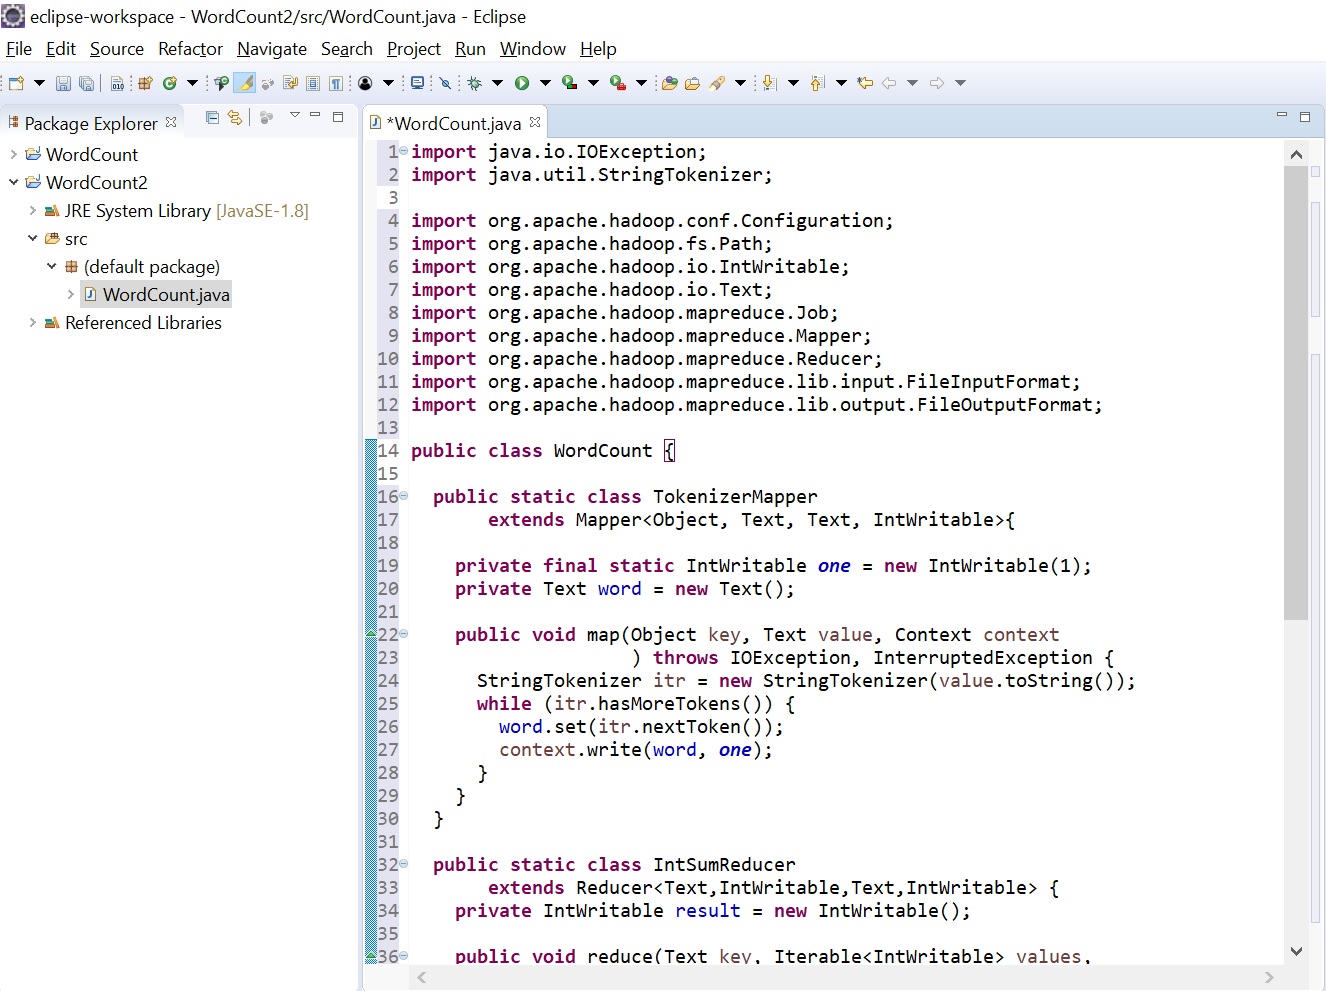 eclipse-workspace - WordCount2/src/WordCount.java - Eclipse
File Edit Source Refactor Navigate Search Project Run Window Help
Package Explorer
WordCount
WordCount2
JRE System Library [JavaSE-1.8]
src
(default package)
WordCount.java
Referenced Libraries
*WordCount.java
1 import java.io.IOException;
2 import java.util.StringTokenizer;
3
4 import org.apache.hadoop.conf.Configuration;
5 import org.apache.hadoop.fs.Path;
6 import org.apache.hadoop.io.IntWritable;
7 import org.apache.hadoop.io.Text;
8 import org.apache.hadoop.mapreduce.Job;
9 import org.apache.hadoop.mapreduce.Mapper;
10 import org.apache.hadoop.mapreduce.Reducer;
11 import org.apache.hadoop.mapreduce.lib.input.FileInputFormat;
12 import org.apache.hadoop.mapreduce.lib.output.FileOutputFormat;
13
14 public class WordCount {
15
16 public static class TokenizerMapper
17 extends Mapper<Object, Text, Text, IntWritable>{
18
19 private final static IntWritable one = new IntWritable(1);
20 private Text word = new Text();
21
22 public void map(Object key, Text value, Context context
23 ) throws IOException, InterruptedException {
24 StringTokenizer itr = new StringTokenizer(value.toString());
25 while (itr.hasMoreTokens()) {
26 word.set(itr.nextToken());
27 context.write(word, one);
28 }
29 }
30 }
31
32 public static class IntSumReducer
33 extends Reducer<Text,IntWritable,Text,IntWritable> {
34 private IntWritable result = new IntWritable();
35
36 public void reduce(Text key, Iterable<IntWritable> values,